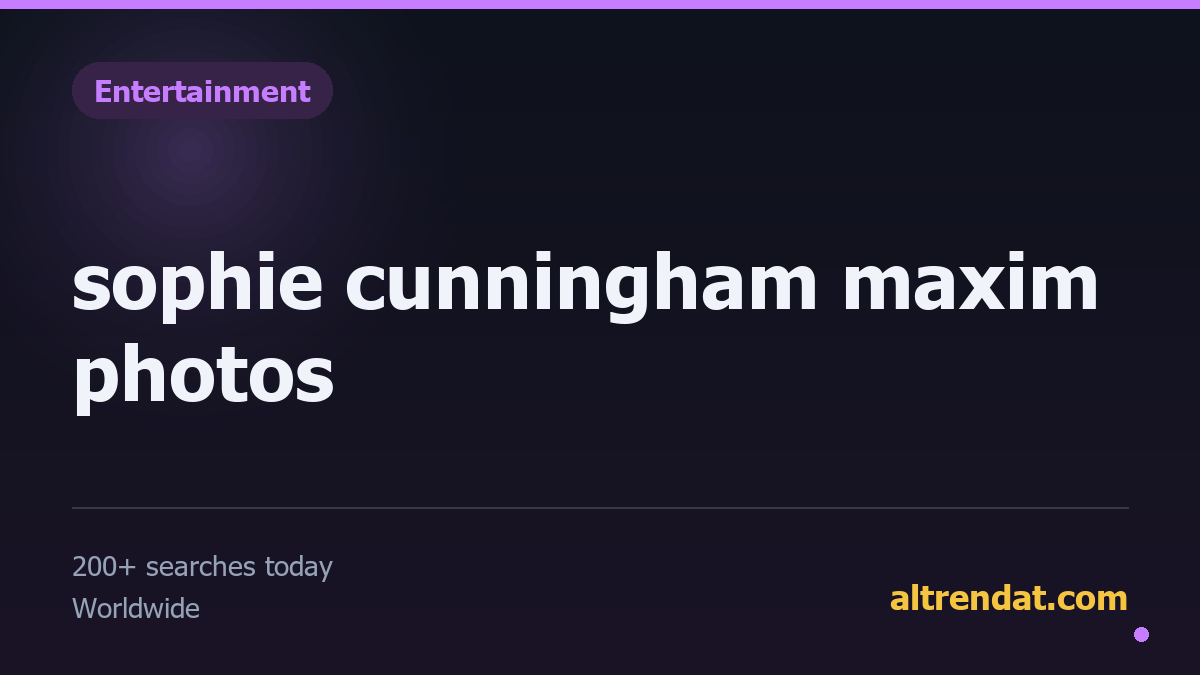 Entertainment
sophie cunningham maxim
photos
200+ searches today
Worldwide
altrendat.com